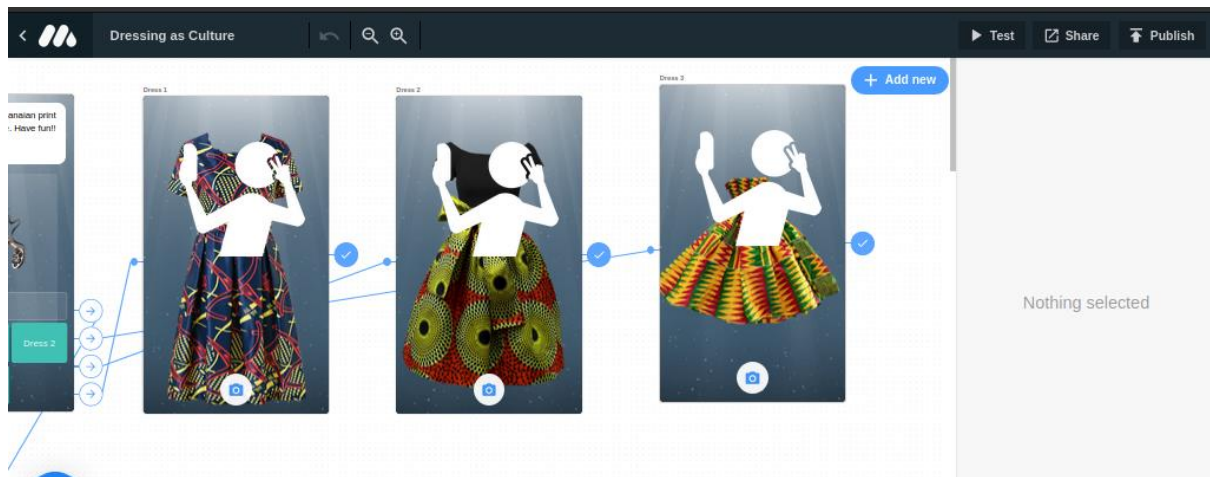 Dressing as Culture
Test
Share
Publish
Add new
Dress 1
Dress 2
Dress 3
anaian print
. Have fun!!
Dress 2
Nothing selected